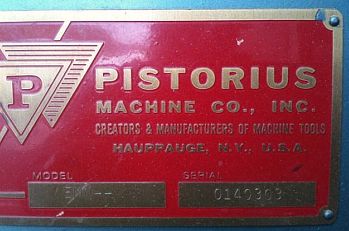 P
PISTORIUS
MACHINE CO., INC.
CREATORS & MANUFACTURERS OF MACHINE TOOLS
HAUPPAUGE, N.Y., U.S.A.
MODEL SERIAL
0140303